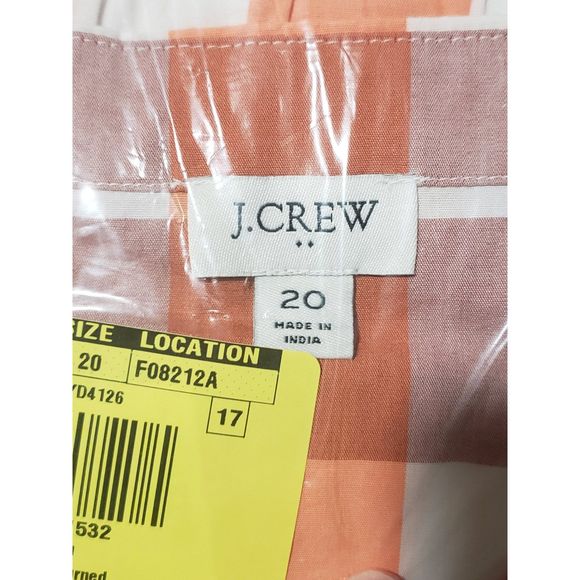 J.CREW
20
MADE IN
INDIA
SIZE LOCATION
20 F08212A
YD4126
17
532